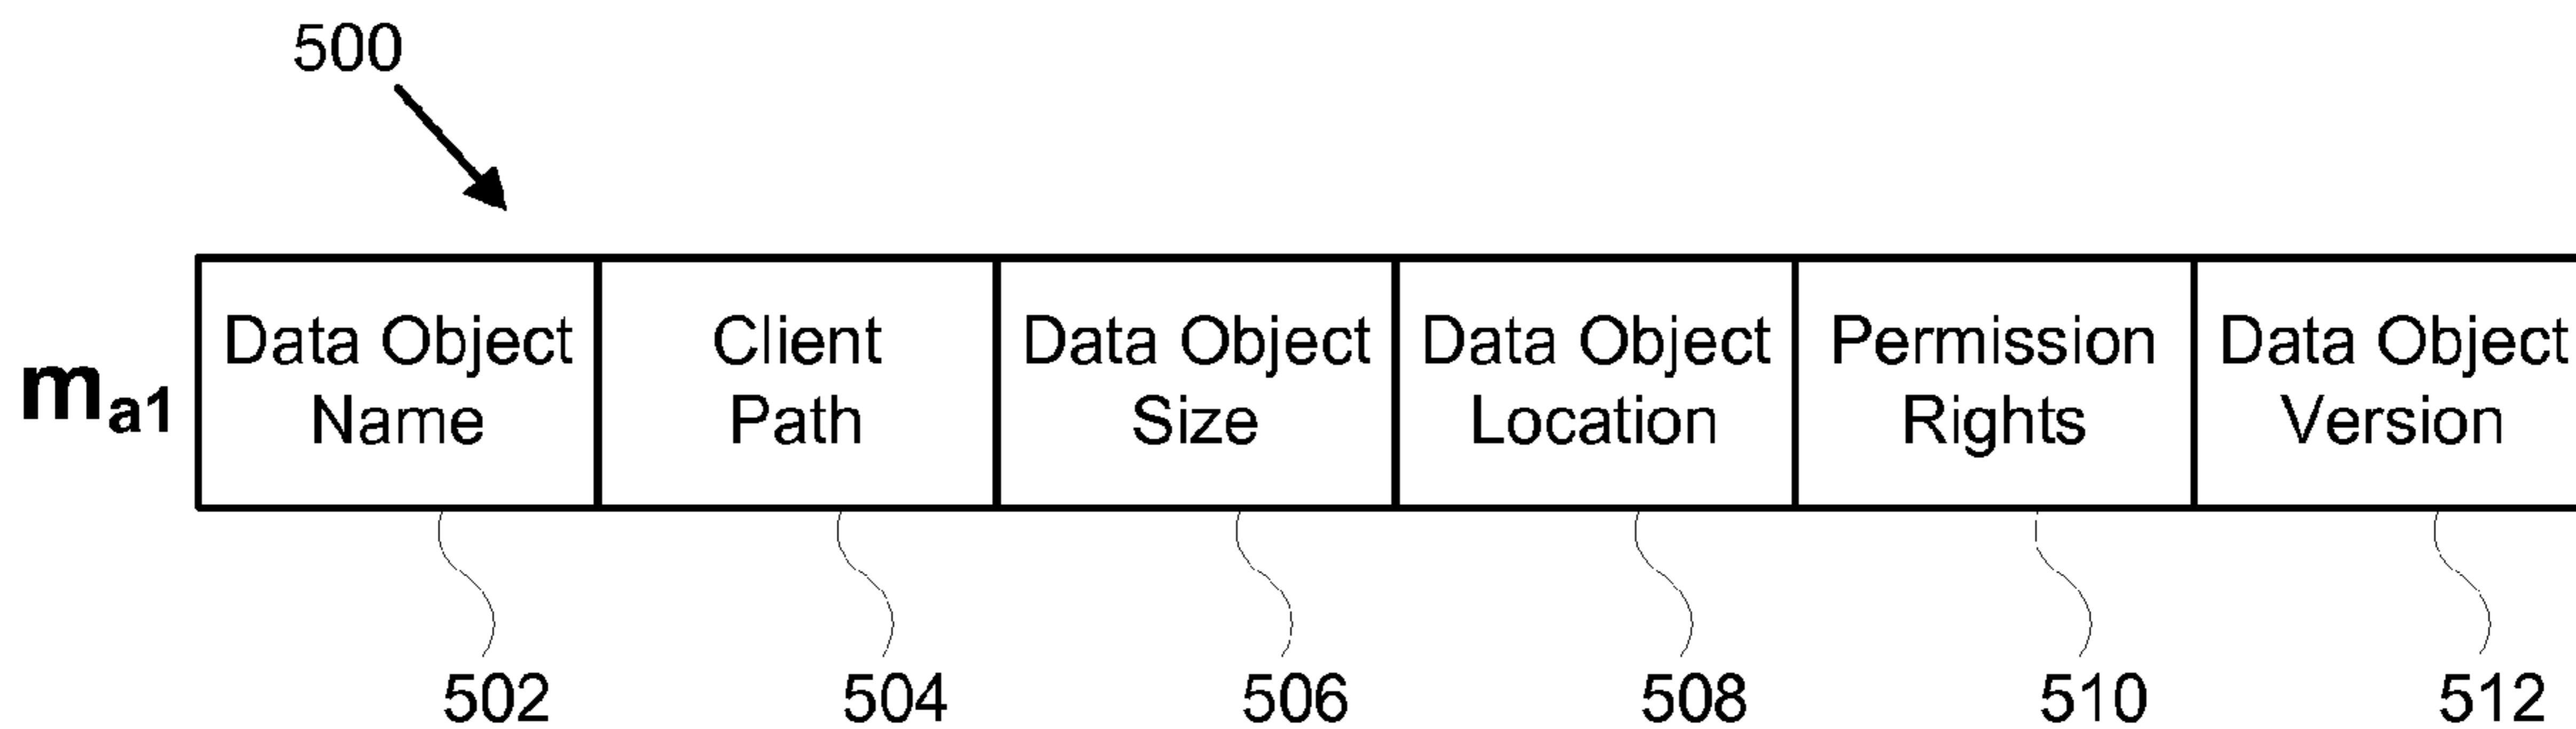 500
m_a1
Data Object Name
Client Path
Data Object Size
Data Object Location
Permission Rights
Data Object Version
502 504 506 508 510 512